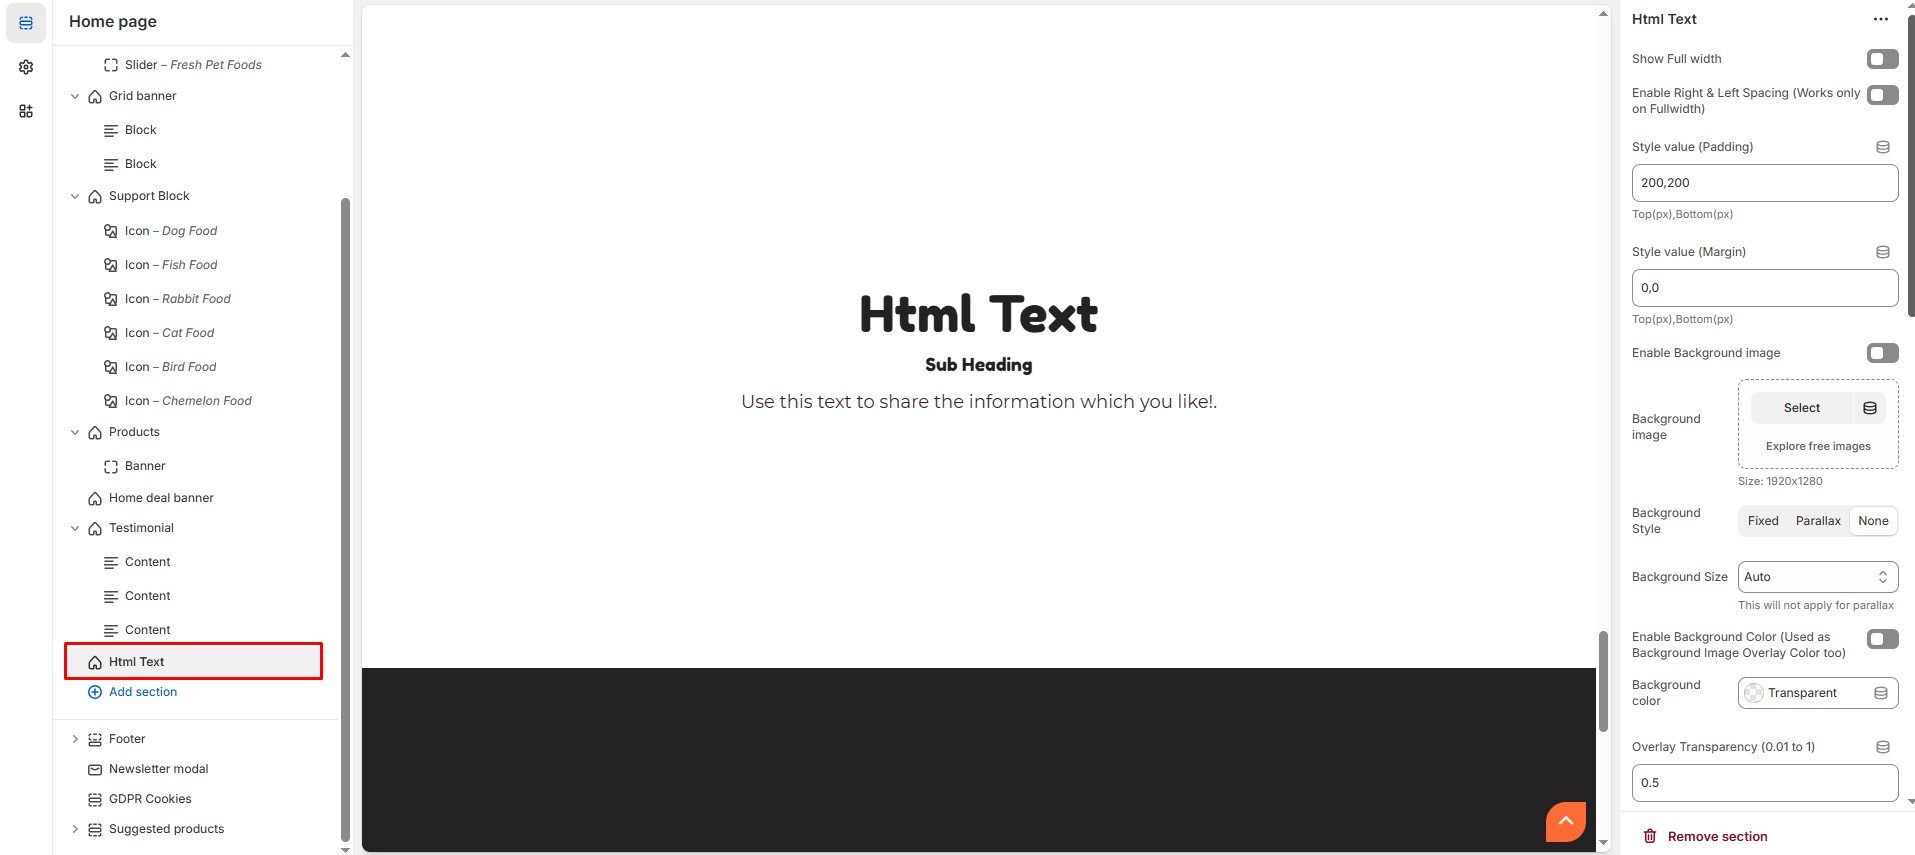 Home page
Slider – Fresh Pet Foods
Grid banner
Block
Block
Support Block
Icon – Dog Food
Icon – Fish Food
Icon – Rabbit Food
Icon – Cat Food
Icon – Bird Food
Icon – Chemelon Food
Products
Banner
Home deal banner
Testimonial
Content
Content
Content
Html Text
Add section
Footer
Newsletter modal
GDPR Cookies
Suggested products
Html Text
Sub Heading
Use this text to share the information which you like!.
Html Text
Show Full width
Enable Right & Left Spacing (Works only
on Fullwidth)
Style value (Padding)
200,200
Top(px),Bottom(px)
Style value (Margin)
0,0
Top(px),Bottom(px)
Enable Background image
Background
image
Select
Explore free images
Size: 1920x1280
Background
Style
Fixed Parallax None
Background Size
Auto
This will not apply for parallax
Enable Background Color (Used as
Background Image Overlay Color too)
Background
color
Transparent
Overlay Transparency (0.01 to 1)
0.5
Remove section